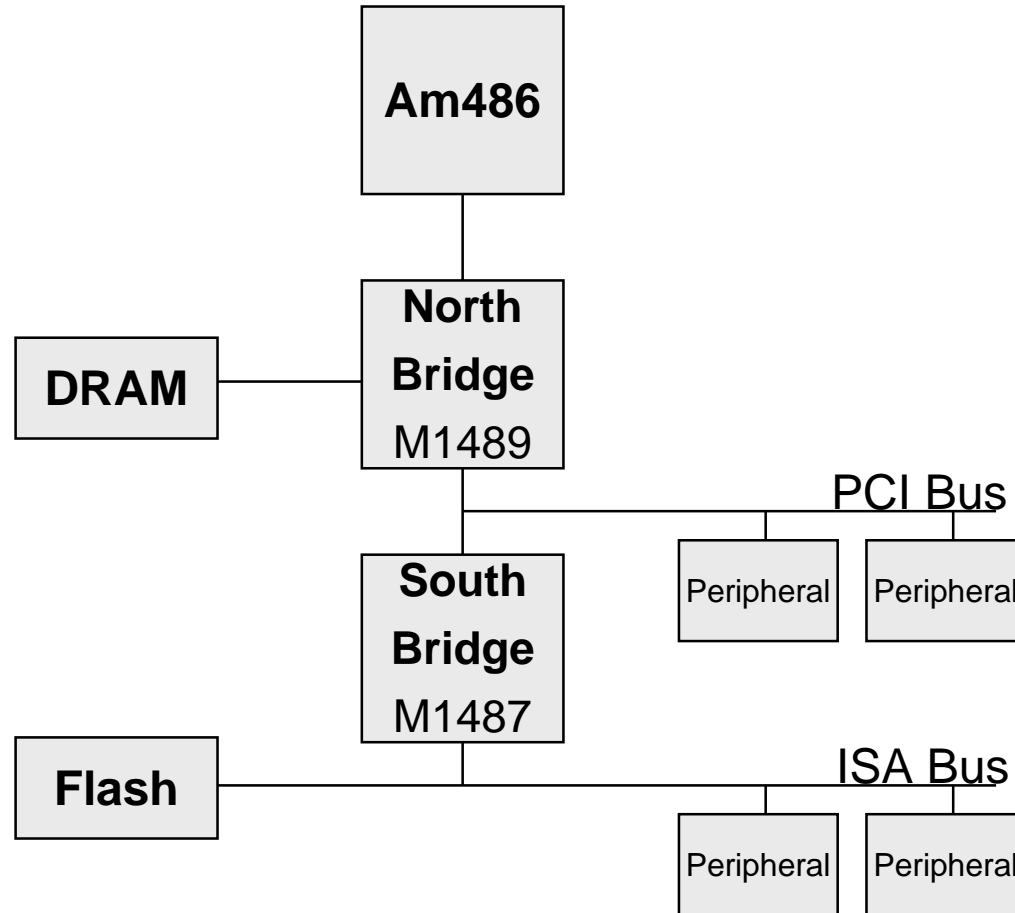 Am486
North
Bridge
M1489
DRAM
PCI Bus
Peripheral
Peripheral
South
Bridge
M1487
Flash
ISA Bus
Peripheral
Peripheral